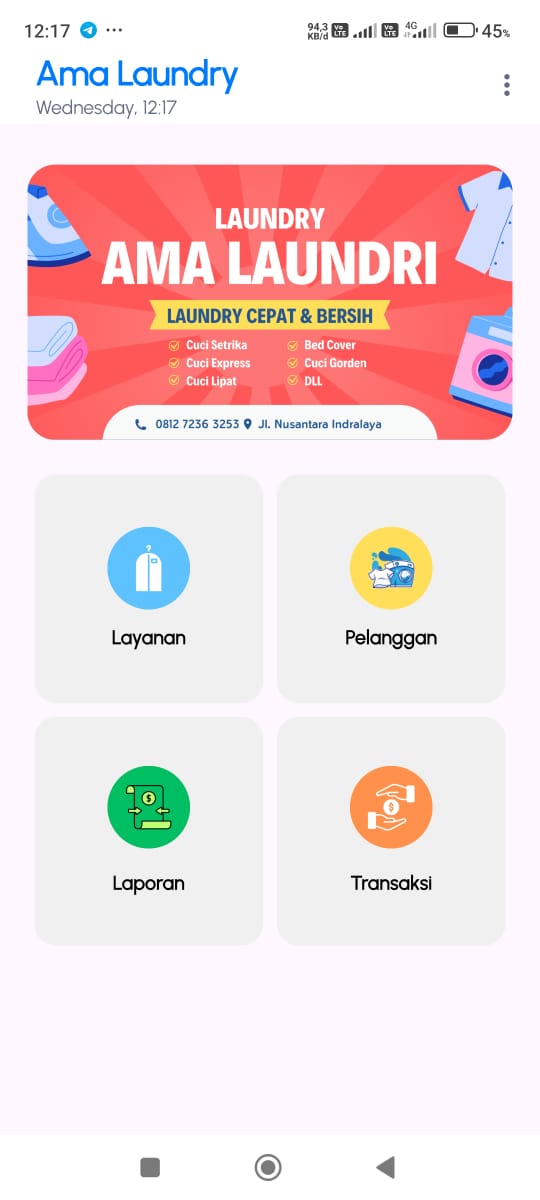 12:17 ... 94,3 KB/d Vo LTE Vo LTE 4G 45%
Ama Laundry
Wednesday, 12:17
LAUNDRY
AMA LAUNDRI
LAUNDRY CEPAT & BERSIH
Cuci Setrika Bed Cover
Cuci Express Cuci Gorden
Cuci Lipat DLL
0812 7236 3253 Jl. Nusantara Indralaya
Layanan Pelanggan
$ $
Laporan Transaksi